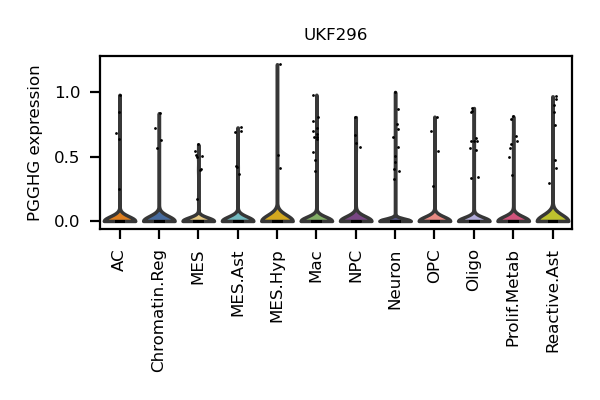 UKF296
PGGHG expression
1.0
0.5
0.0
AC
Chromatin.Reg
MES
MES.Ast
MES.Hyp
Mac
NPC
Neuron
OPC
Oligo
Prolif.Metab
Reactive.Ast